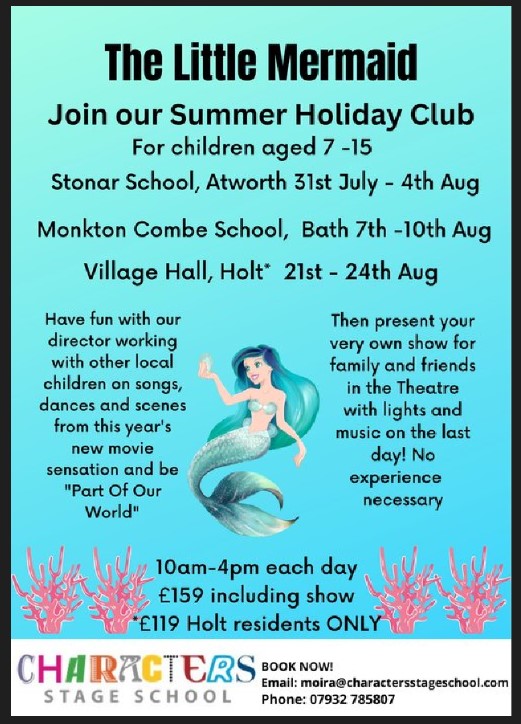 The Little Mermaid
Join our Summer Holiday Club
For children aged 7 -15
Stonar School, Atworth 31st July - 4th Aug
Monkton Combe School, Bath 7th -10th Aug
Village Hall, Holt* 21st - 24th Aug
Have fun with our
director working
with other local
children on songs,
dances and scenes
from this year's
new movie
sensation and be
"Part Of Our
World"
Then present your
very own show for
family and friends
in the Theatre
with lights and
music on the last
day! No
experience
necessary
10am-4pm each day
£159 including show
*£119 Holt residents ONLY
CHARACTERS
STAGE SCHOOL
BOOK NOW!
Email: moira@charactersstageschool.com
Phone: 07932 785807